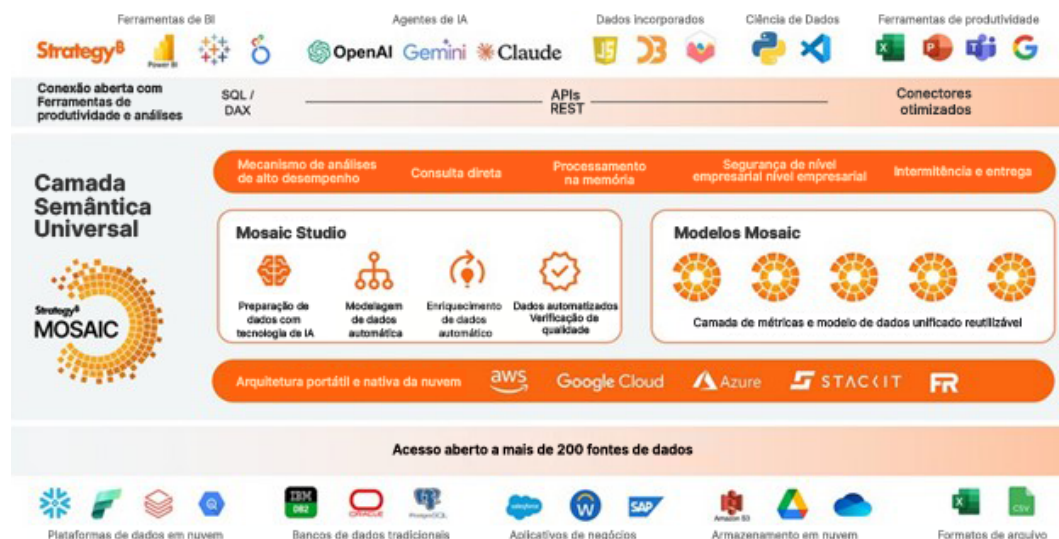 Ferramentas de BI
Agentes de IA
Dados incorporados
Ciência de Dados
Ferramentas de produtividade
StrategyB
Power BI
OpenAI
Gemini
Claude
JS
Conexão aberta com
Ferramentas de
produtividade e análises
SQL /
DAX
APIs
REST
Conectores
otimizados
Camada
Semântica
Universal
StrategyB
MOSAIC
Mecanismo de análises
de alto desempenho
Consulta direta
Processamento
na memória
Segurança de nível
empresarial nível empresarial
Intermitência e entrega
Mosaic Studio
Preparação de
dados com
tecnologia de IA
Modelagem
de dados
automática
Enriquecimento
de dados
automático
Dados automatizados
Verificação da
qualidade
Modelos Mosaic
Camada de métricas e modelo de dados unificado reutilizável
Arquitetura portátil e nativa da nuvem
aws
Google Cloud
Azure
STACKIT
FR
Acesso aberto a mais de 200 fontes de dados
IBM
DB2
ORACLE
PostgreSQL
salesforce
W
SAP
Amazon S3
X
CSV
Plataformas de dados em nuvem
Bancos de dados tradicionais
Aplicativos de negócios
Armazenamento em nuvem
Formatos de arquivo